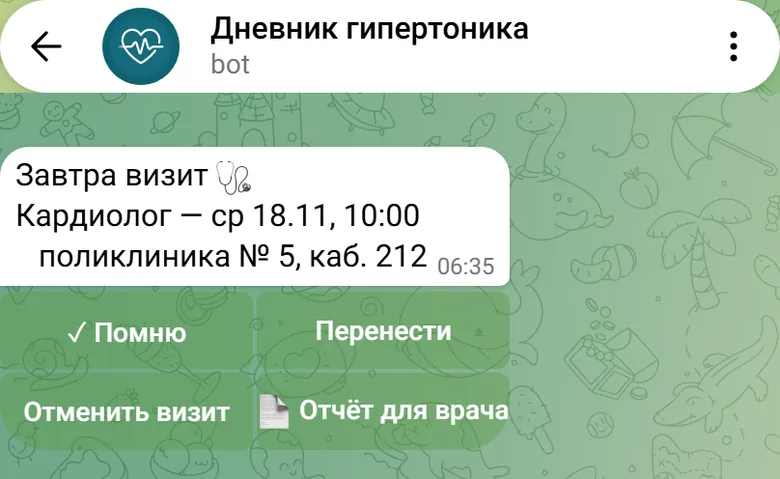 Дневник гипертоника
bot
Завтра визит 🩺
Кардиолог — ср 18.11, 10:00
поликлиника № 5, каб. 212 06:35
✓ Помню
Перенести
Отменить визит
📄 Отчёт для врача